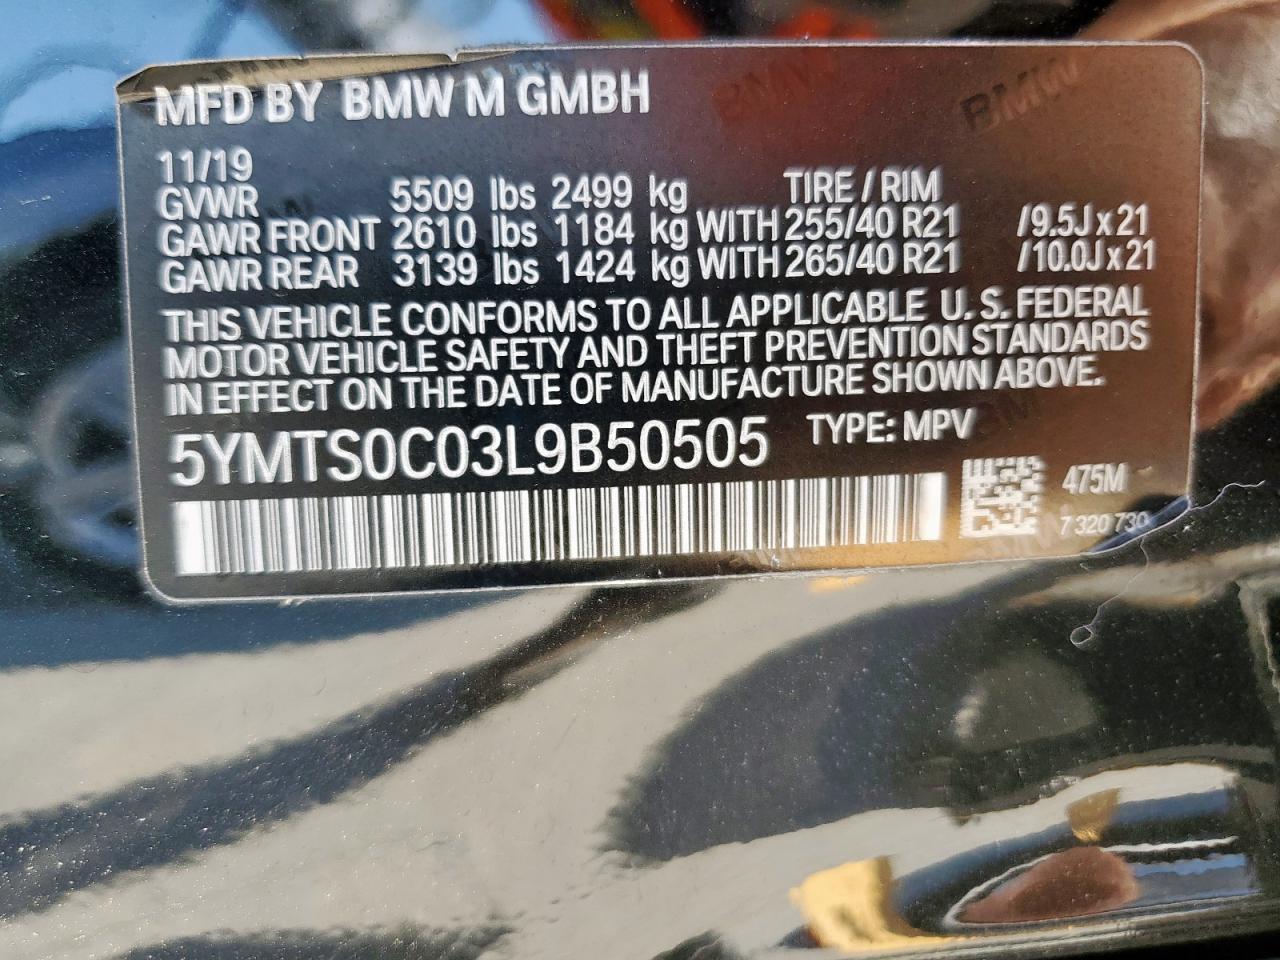 MFD BY BMW M GMBH
11/19
GVWR 5509 lbs 2499 kg TIRE / RIM
GAWR FRONT 2610 lbs 1184 kg WITH 255/40 R21 /9.5J x 21
GAWR REAR 3139 lbs 1424 kg WITH 265/40 R21 /10.0J x 21
THIS VEHICLE CONFORMS TO ALL APPLICABLE U. S. FEDERAL
MOTOR VEHICLE SAFETY AND THEFT PREVENTION STANDARDS
IN EFFECT ON THE DATE OF MANUFACTURE SHOWN ABOVE.
5YMTS0C03L9B50505 TYPE: MPV
475M
7 320 730